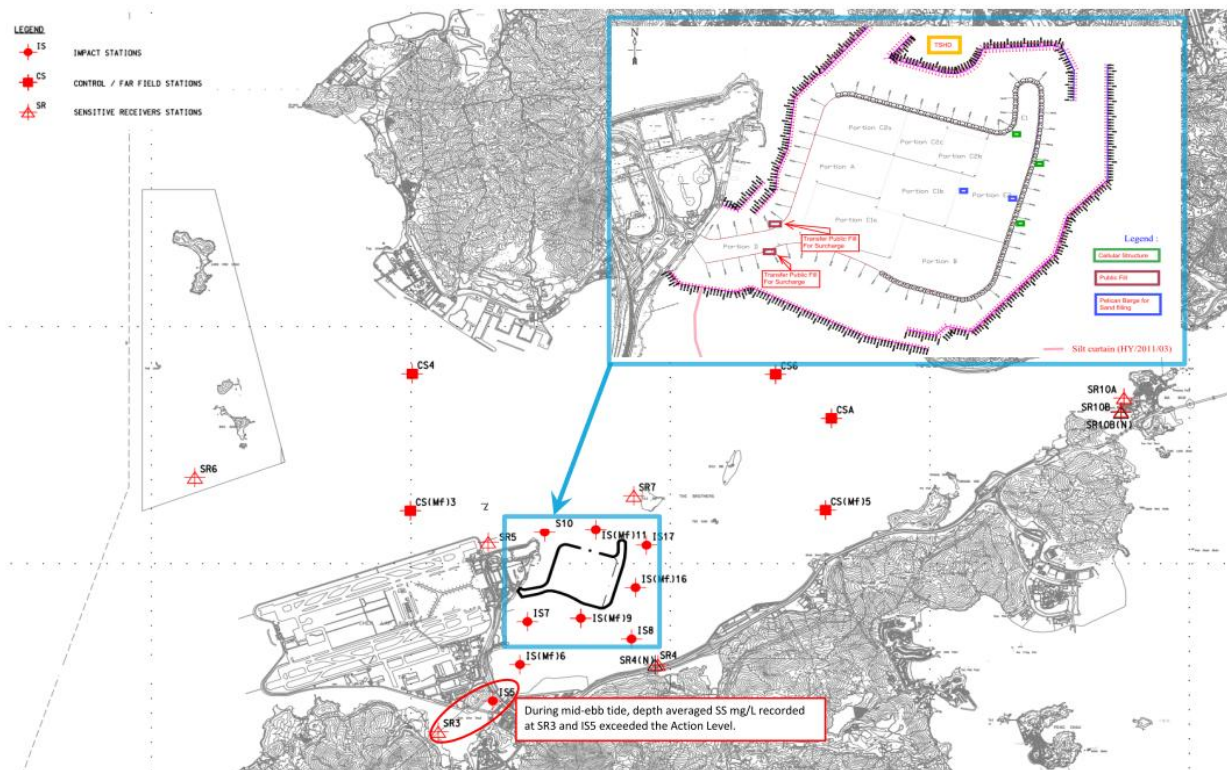 LEGEND
IS
IMPACT STATIONS
CS
CONTROL / FAR FIELD STATIONS
SR
SENSITIVE RECEIVERS STATIONS
N
TSHD
C1
Portion C2a
Portion C2c
Portion C2b
Portion A
Portion C1b
Portion C1a
Portion D
Portion B
Transfer Public Fill
For Surcharge
Transfer Public Fill
For Surcharge
Legend :
Cellular Structure
Public Fill
Pelican Barge for
Sand filling
Silt curtain (HY/2011/03)
CS4
CS6
CSA
SR10A
SR10B
SR10B(N)
SR6
SR7
THE BROTHERS
CS(Mf)3
CS(Mf)5
S10
IS(Mf)11
IS17
SR5
IS(Mf)16
IS7
IS(Mf)9
IS8
IS(Mf)6
SR4(N)
SR4
IS5
SR3
During mid-ebb tide, depth averaged SS mg/L recorded
at SR3 and IS5 exceeded the Action Level.